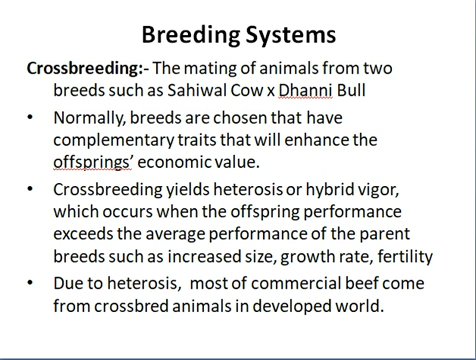 Breeding Systems
Crossbreeding:- The mating of animals from two
breeds such as Sahiwal Cow x Dhanni Bull
• Normally, breeds are chosen that have
complementary traits that will enhance the
offsprings’ economic value.
• Crossbreeding yields heterosis or hybrid vigor,
which occurs when the offspring performance
exceeds the average performance of the parent
breeds such as increased size, growth rate, fertility
• Due to heterosis, most of commercial beef come
from crossbred animals in developed world.